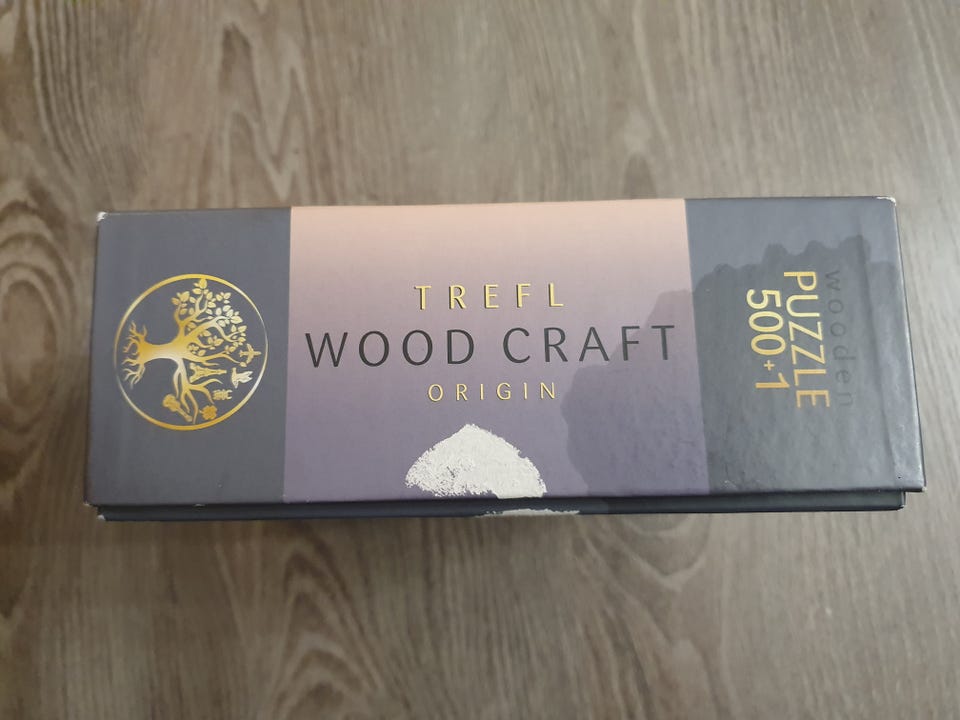 TREFL
WOOD CRAFT
ORIGIN
wooden
PUZZLE
500+1